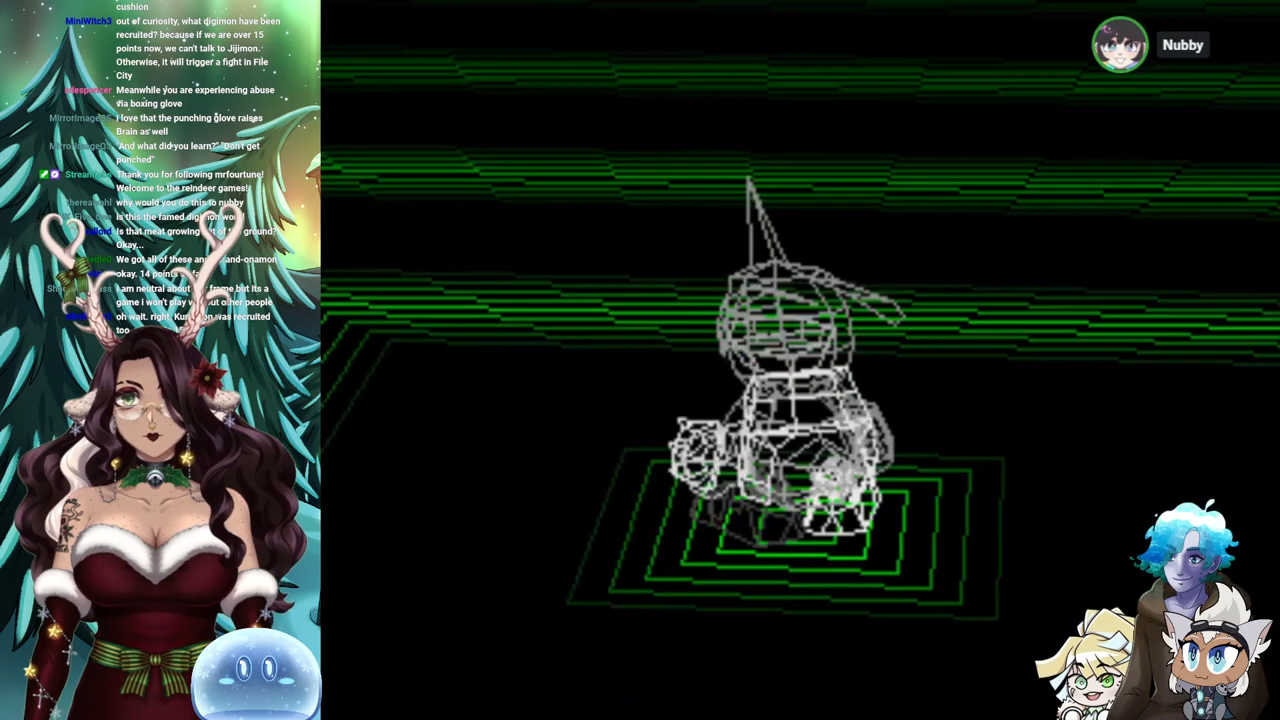 cushion
MiniWitch3 out of curiosity, what digimon have been
recruited? because if we are over 15
points now, we can't talk to Jijimon.
Otherwise, it will trigger a fight in File
City
Meanwhile you are experiencing abuse
via boxing glove
I love that the punching glove raises
Brain as well
"And what did you learn?" "Don't get
punched"
Thank you for following mrfourtune!
Welcome to the reindeer games!
why would you do this to nubby
is this the famed
Is that meat growing out of the ground?
Okay...
We got all of these
okay. 14 points
I am neutral about frame but its a
game i won't play other people
oh wait. right. was recruited
too
Nubby